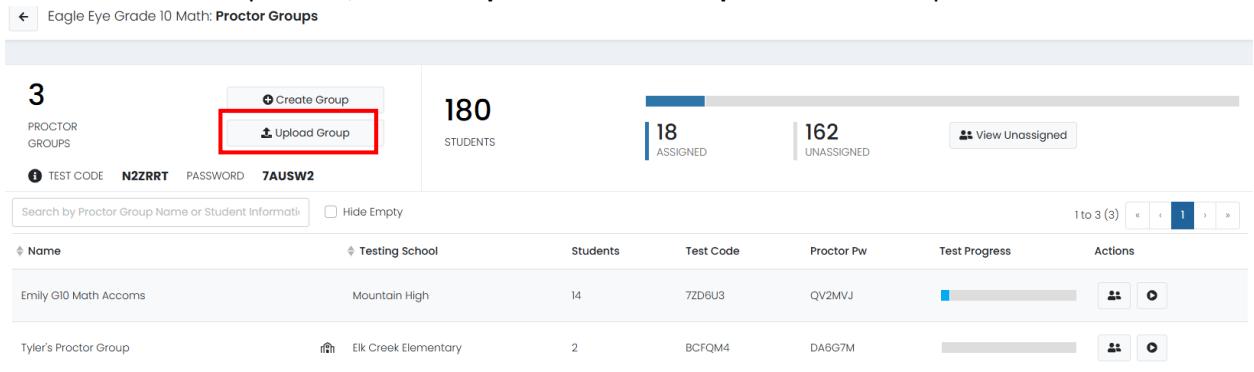 Eagle Eye Grade 10 Math: Proctor Groups
3
PROCTOR GROUPS
Create Group
Upload Group
TEST CODE N2ZRRT PASSWORD 7AUSW2
180
STUDENTS
18
ASSIGNED
162
UNASSIGNED
View Unassigned
Search by Proctor Group Name or Student Informati
Hide Empty
1 to 3 (3) « ‹ 1 › »
Name Testing School Students Test Code Proctor Pw Test Progress Actions
Emily G10 Math Accoms Mountain High 14 7ZD6U3 QV2MVJ
Tyler's Proctor Group Elk Creek Elementary 2 BCFQM4 DA6G7M